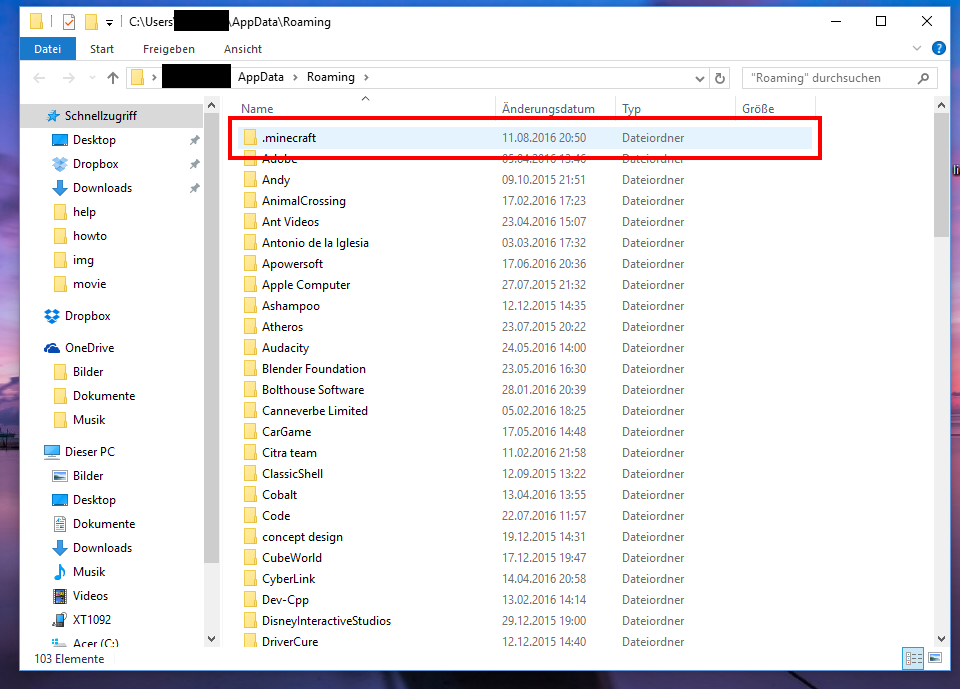 C:\Users\ \AppData\Roaming
Datei Start Freigeben Ansicht
AppData Roaming "Roaming" durchsuchen
Schnellzugriff
Desktop
Dropbox
Downloads
help
howto
img
movie
Dropbox
OneDrive
Bilder
Dokumente
Musik
Dieser PC
Bilder
Desktop
Dokumente
Downloads
Musik
Videos
XT1092
Acer (C:)
Name Änderungsdatum Typ Größe
.minecraft 11.08.2016 20:50 Dateiordner
Adobe 05.04.2016 13:46 Dateiordner
Andy 09.10.2015 21:51 Dateiordner
AnimalCrossing 17.02.2016 17:23 Dateiordner
Ant Videos 23.04.2016 15:07 Dateiordner
Antonio de la Iglesia 03.03.2016 17:32 Dateiordner
Apowersoft 17.06.2016 20:36 Dateiordner
Apple Computer 27.07.2015 21:32 Dateiordner
Ashampoo 12.12.2015 14:35 Dateiordner
Atheros 23.07.2015 20:22 Dateiordner
Audacity 24.05.2016 14:00 Dateiordner
Blender Foundation 23.05.2016 16:30 Dateiordner
Bolthouse Software 28.01.2016 20:39 Dateiordner
Canneverbe Limited 05.02.2016 18:25 Dateiordner
CarGame 17.05.2016 14:48 Dateiordner
Citra team 11.02.2016 21:58 Dateiordner
ClassicShell 12.09.2015 13:22 Dateiordner
Cobalt 13.04.2016 13:55 Dateiordner
Code 22.07.2016 11:57 Dateiordner
concept design 19.12.2015 14:31 Dateiordner
CubeWorld 17.12.2015 19:47 Dateiordner
CyberLink 14.04.2016 20:58 Dateiordner
Dev-Cpp 13.02.2016 14:14 Dateiordner
DisneyInteractiveStudios 29.12.2015 19:00 Dateiordner
DriverCure 12.12.2015 14:40 Dateiordner
103 Elemente